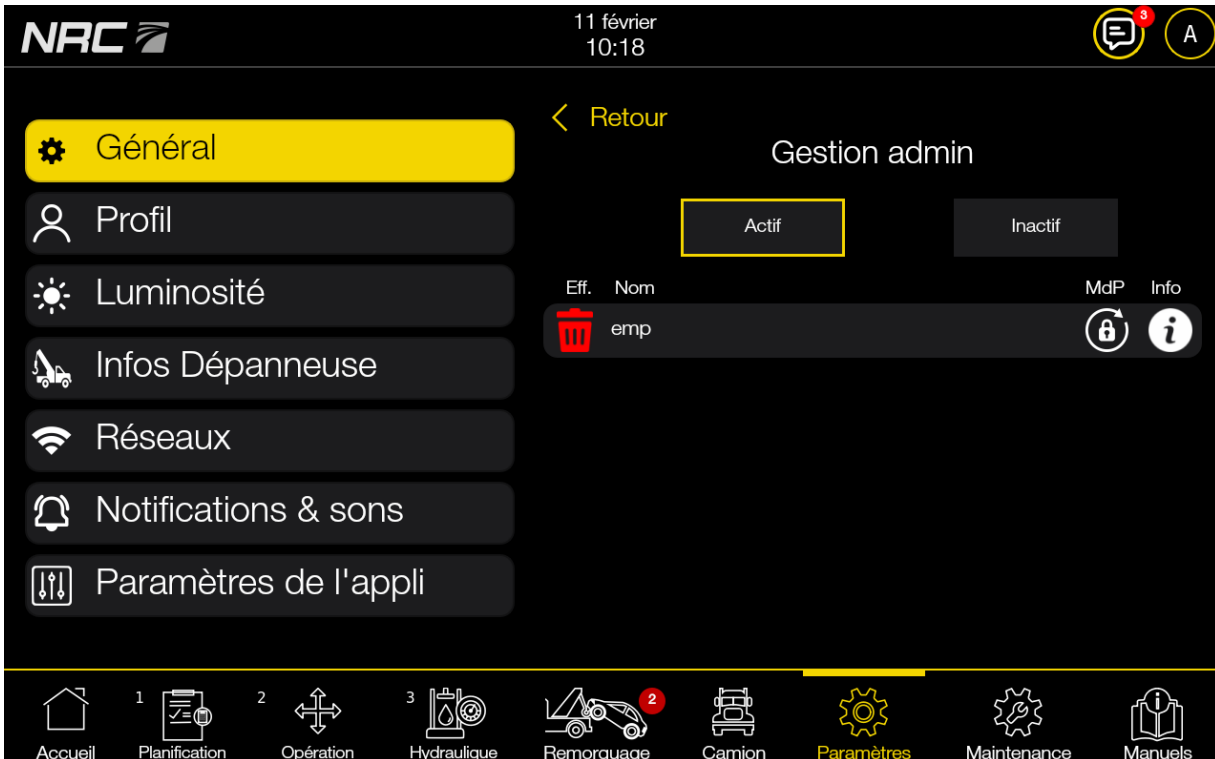 NRC
11 février
10:18
3
A
Retour
Gestion admin
Général
Profil
Luminosité
Infos Dépanneuse
Réseaux
Notifications & sons
Paramètres de l'appli
Actif
Inactif
Eff. Nom MdP Info
emp
1 2 3 2
Accueil Planification Opération Hydraulique Remorquage Camion Paramètres Maintenance Manuels